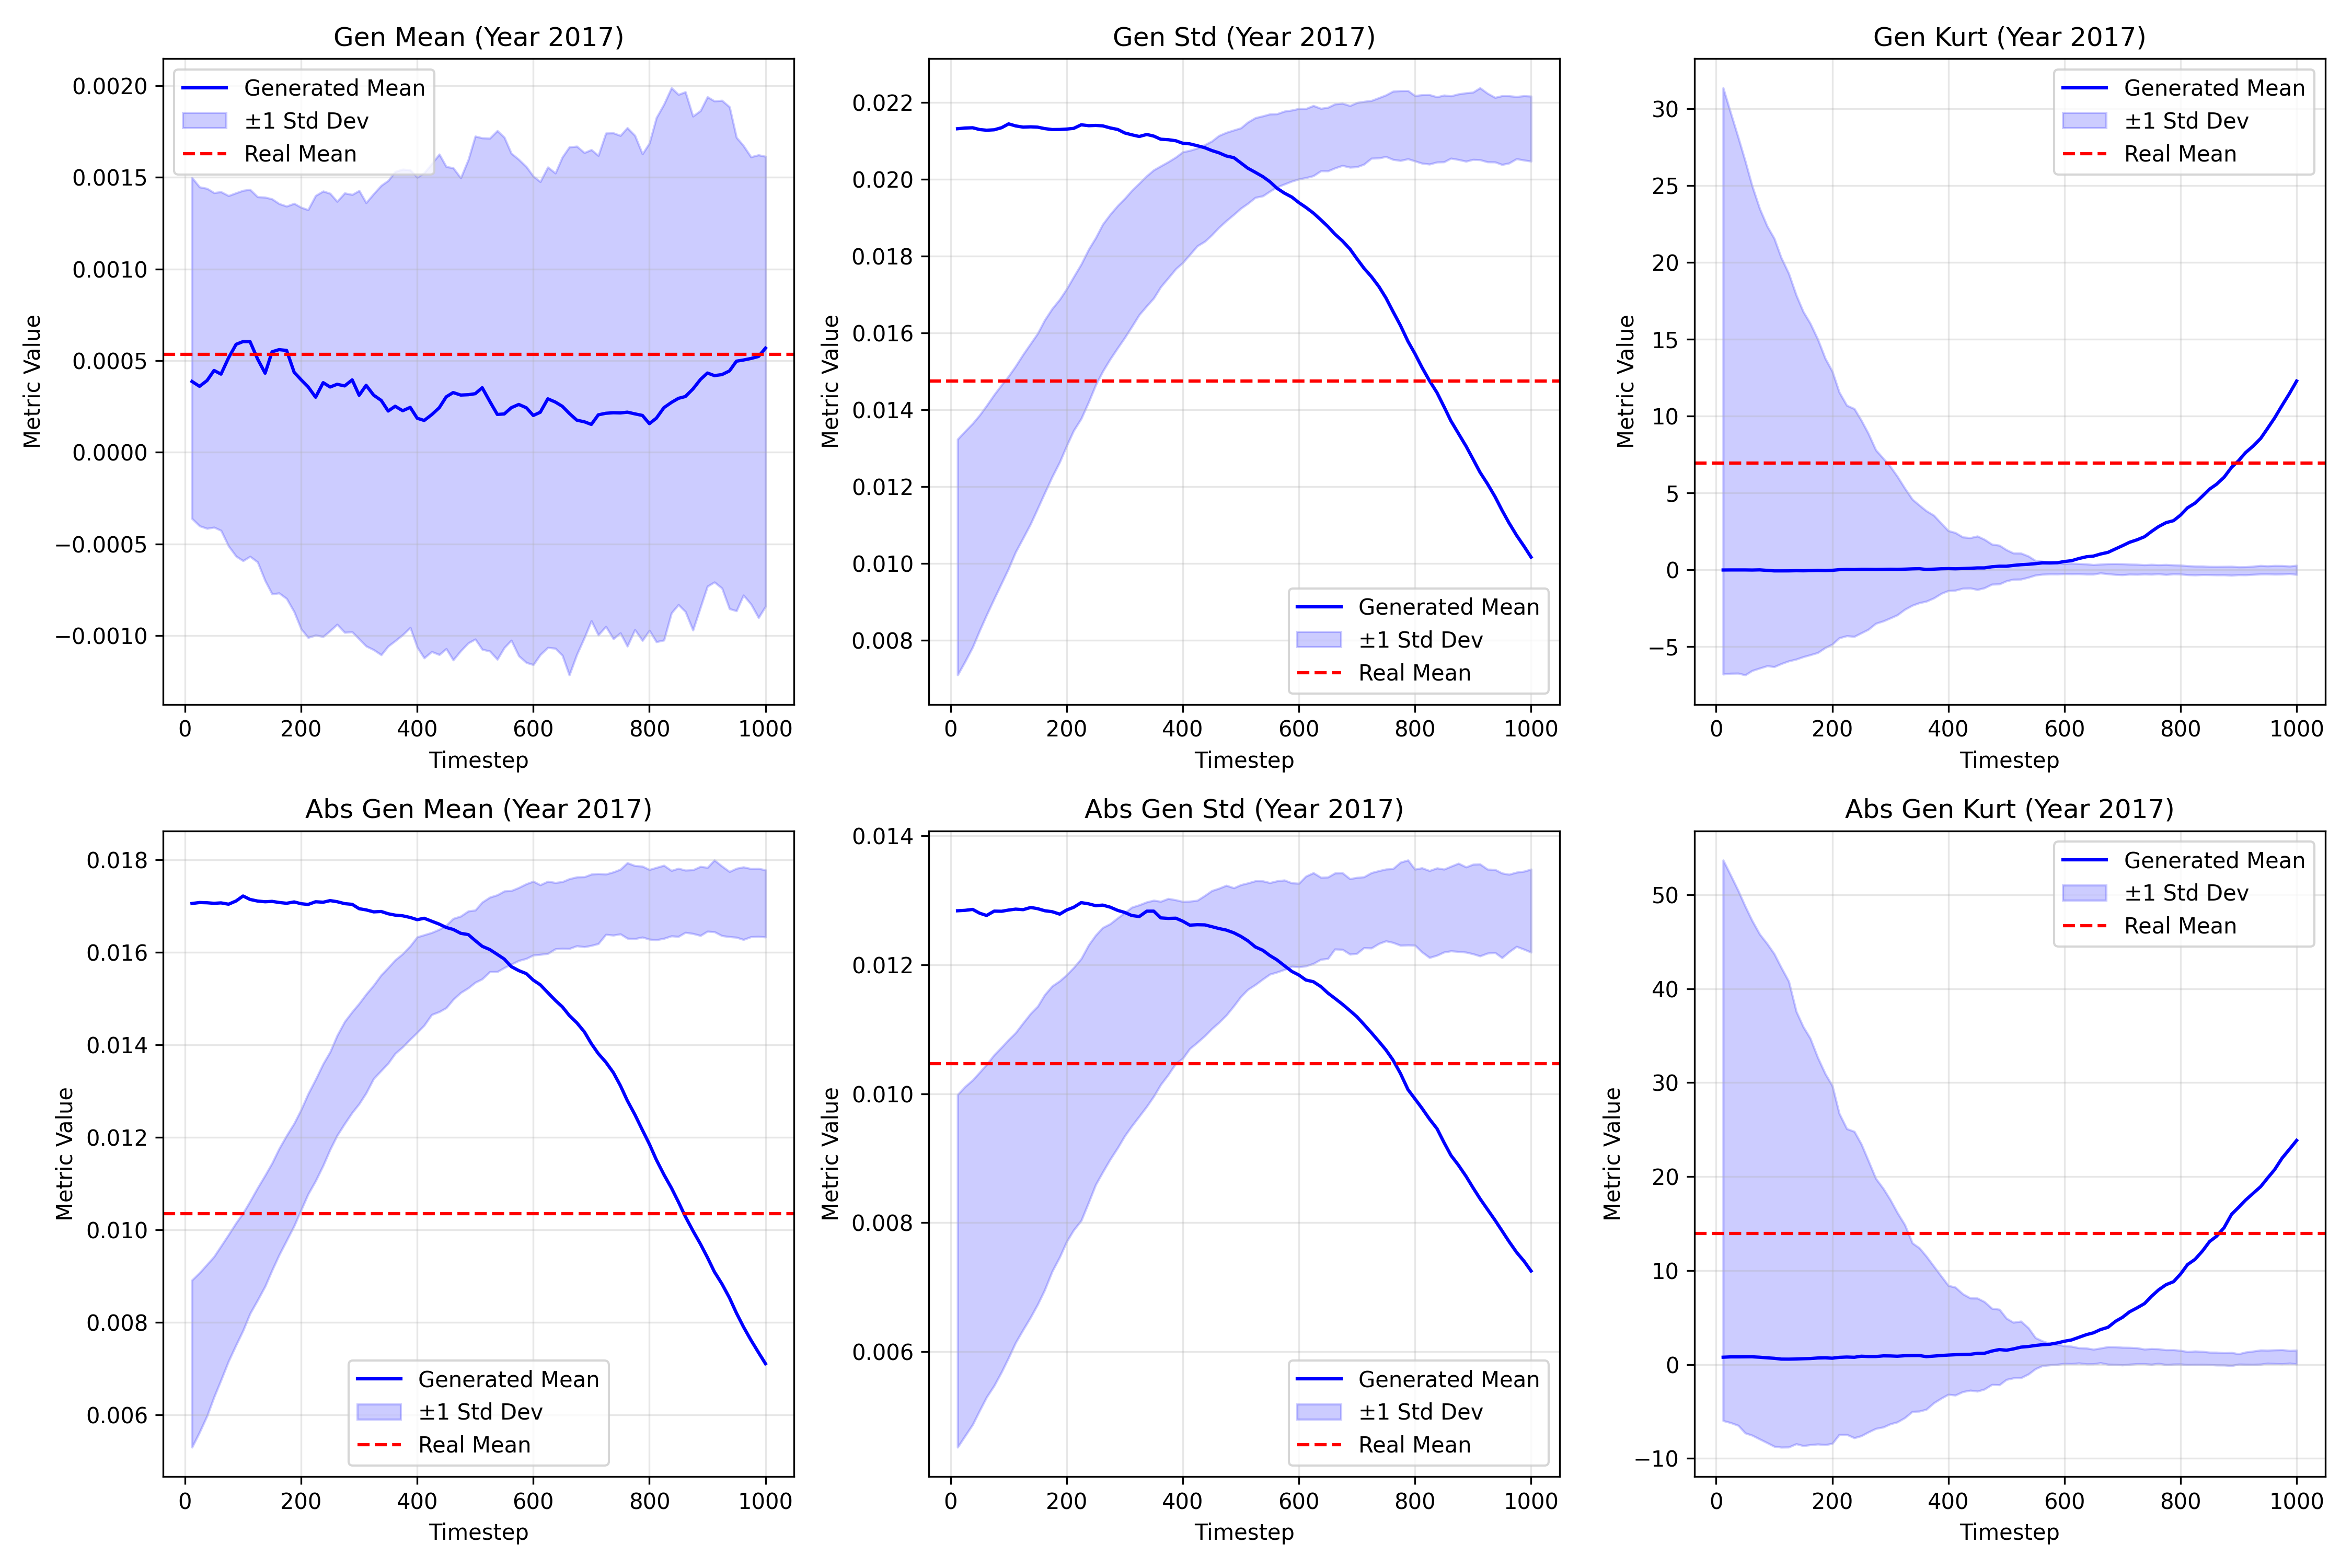 Gen Mean (Year 2017)
Metric Value
0.0020
0.0015
0.0010
0.0005
0.0000
−0.0005
−0.0010
Generated Mean
±1 Std Dev
Real Mean
0 200 400 600 800 1000
Timestep
Gen Std (Year 2017)
Metric Value
0.022
0.020
0.018
0.016
0.014
0.012
0.010
0.008
Generated Mean
±1 Std Dev
Real Mean
0 200 400 600 800 1000
Timestep
Gen Kurt (Year 2017)
Metric Value
30
25
20
15
10
5
0
−5
Generated Mean
±1 Std Dev
Real Mean
0 200 400 600 800 1000
Timestep
Abs Gen Mean (Year 2017)
Metric Value
0.018
0.016
0.014
0.012
0.010
0.008
0.006
Generated Mean
±1 Std Dev
Real Mean
0 200 400 600 800 1000
Timestep
Abs Gen Std (Year 2017)
Metric Value
0.014
0.012
0.010
0.008
0.006
Generated Mean
±1 Std Dev
Real Mean
0 200 400 600 800 1000
Timestep
Abs Gen Kurt (Year 2017)
Metric Value
50
40
30
20
10
0
−10
Generated Mean
±1 Std Dev
Real Mean
0 200 400 600 800 1000
Timestep